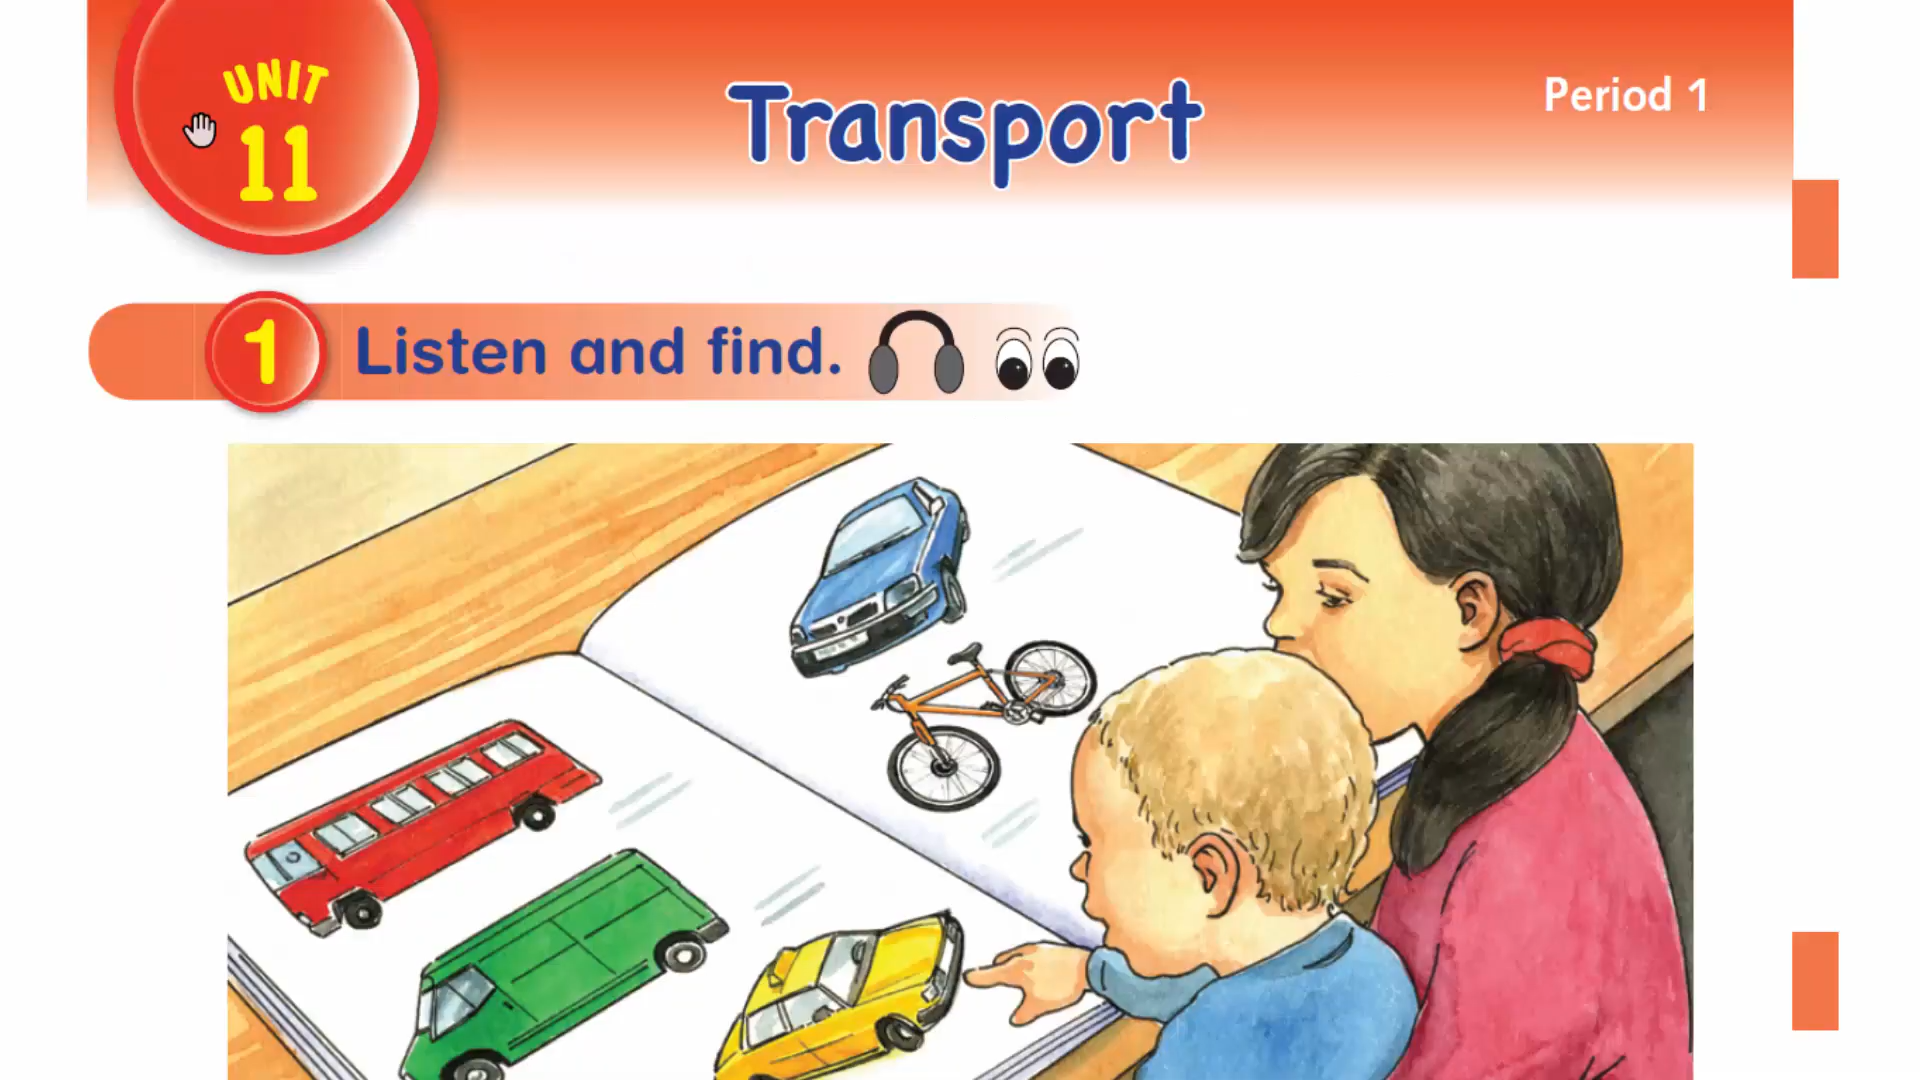 UNIT
11
Transport
Period 1
1
Listen and find.